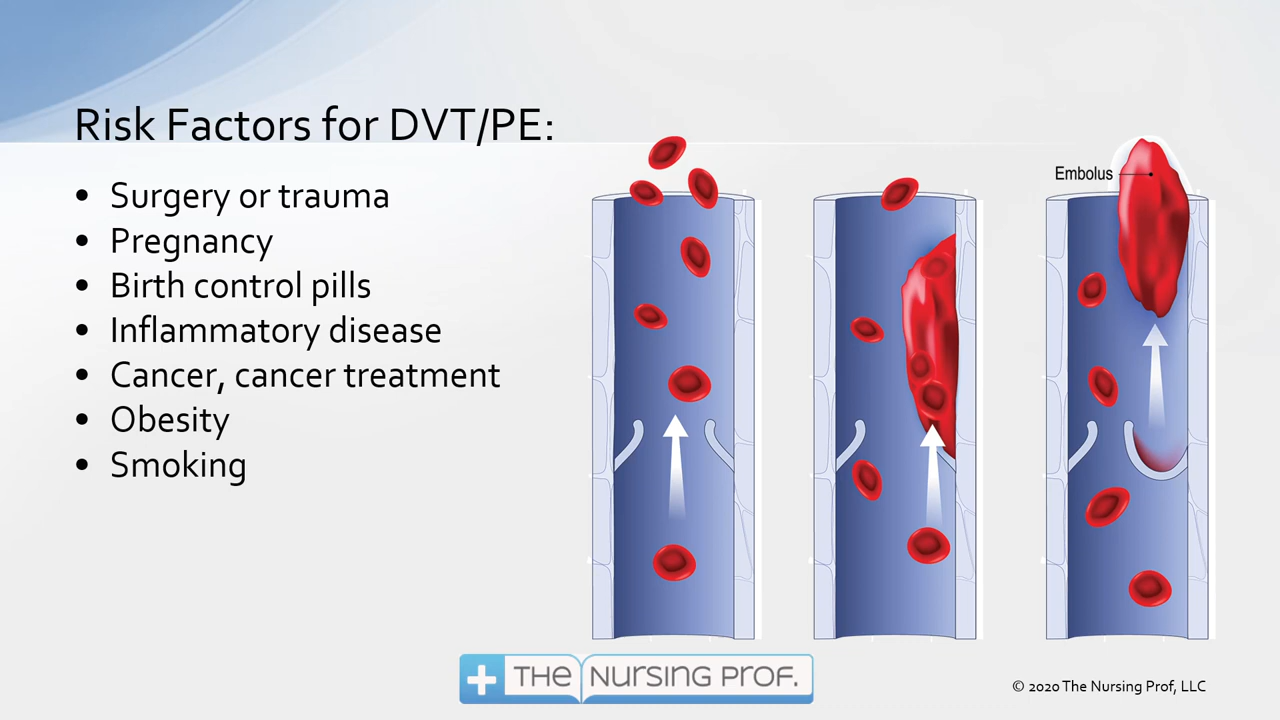 Risk Factors for DVT/PE:
• Surgery or trauma
• Pregnancy
• Birth control pills
• Inflammatory disease
• Cancer, cancer treatment
• Obesity
• Smoking
Embolus
THE NURSING PROF.
© 2020 The Nursing Prof, LLC